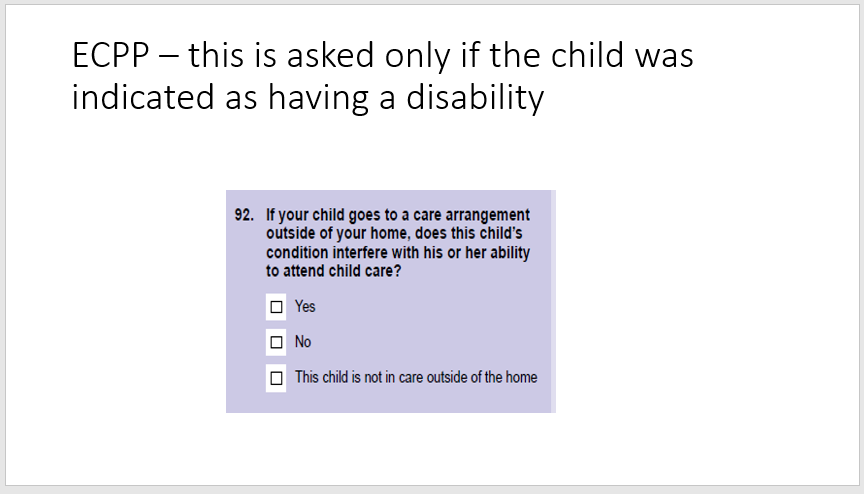 ECPP – this is asked only if the child was
indicated as having a disability
92. If your child goes to a care arrangement
outside of your home, does this child's
condition interfere with his or her ability
to attend child care?
Yes
No
This child is not in care outside of the home